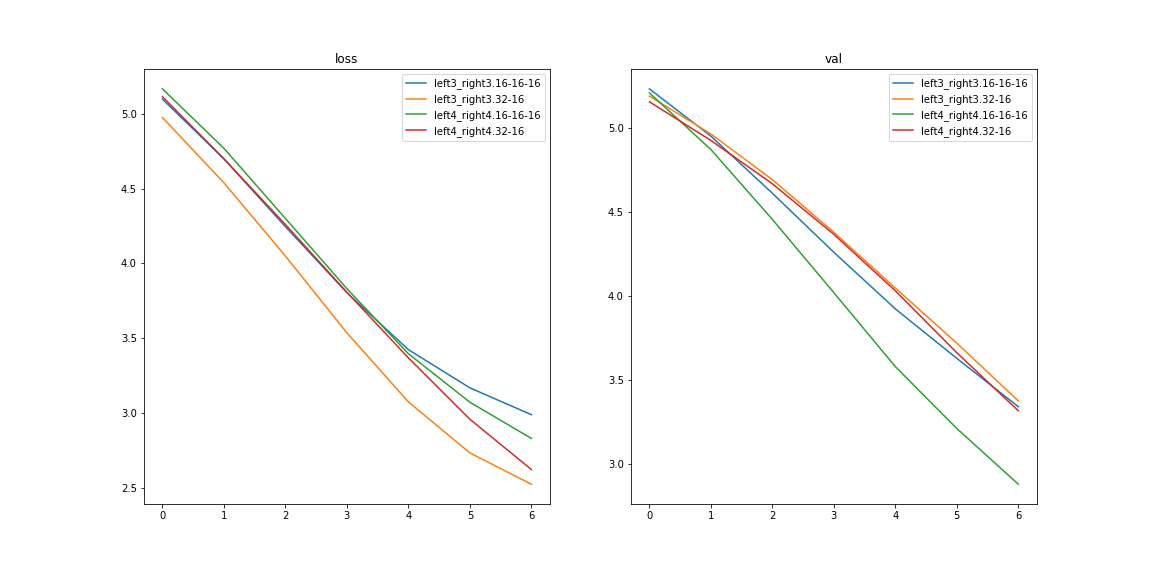 loss
left3_right3.16-16-16
left3_right3.32-16
left4_right4.16-16-16
left4_right4.32-16
5.0
4.5
4.0
3.5
3.0
2.5
0 1 2 3 4 5 6
val
left3_right3.16-16-16
left3_right3.32-16
left4_right4.16-16-16
left4_right4.32-16
5.0
4.5
4.0
3.5
3.0
0 1 2 3 4 5 6